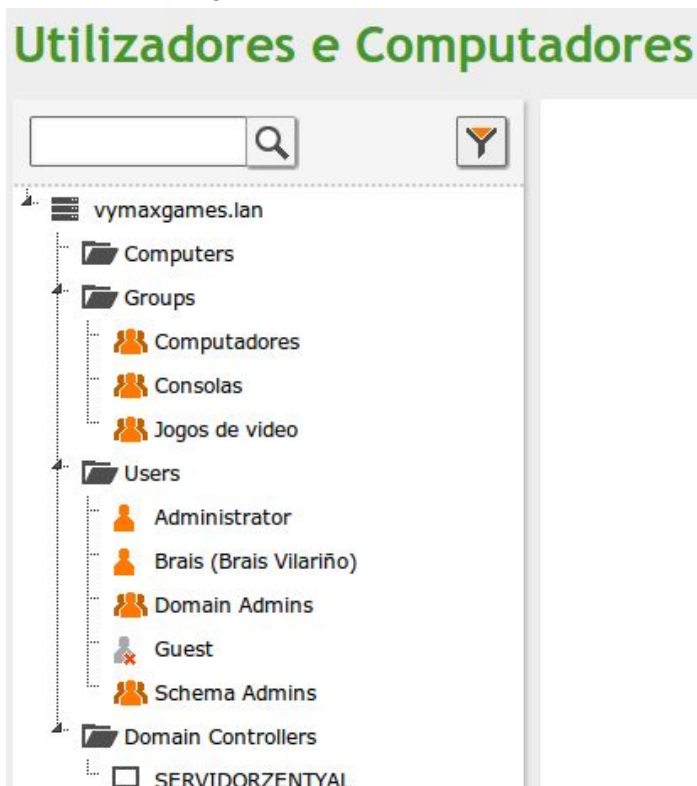 Utilizadores e Computadores
vymaxgames.lan
Computers
Groups
Computadores
Consolas
Jogos de video
Users
Administrator
Brais (Brais Vilariño)
Domain Admins
Guest
Schema Admins
Domain Controllers
SERVIDORZENTYAL